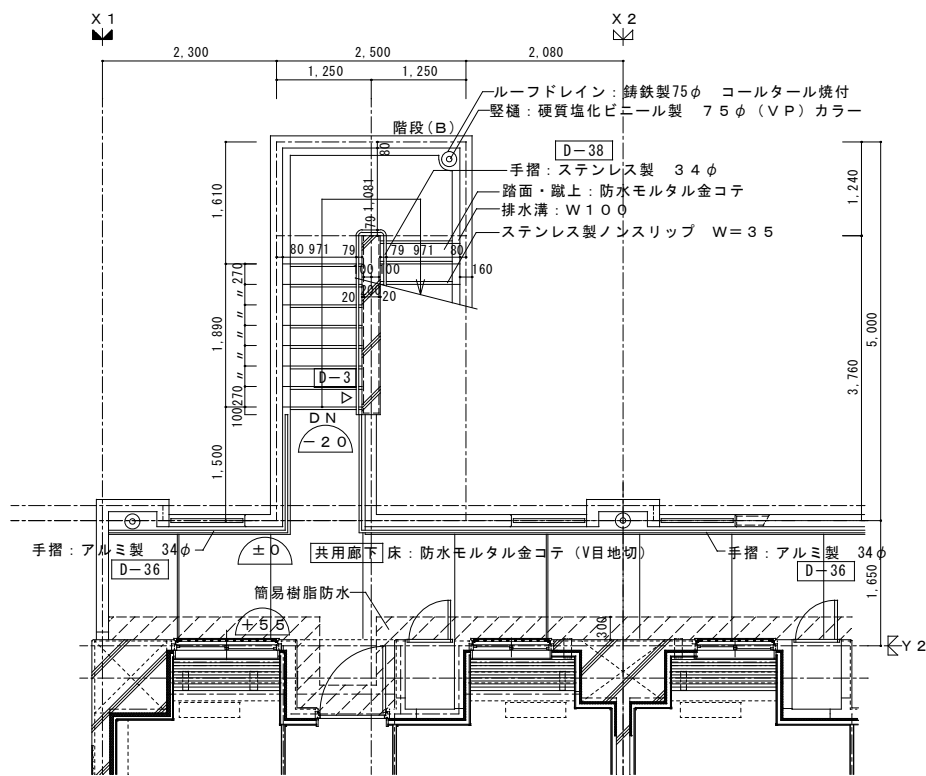 X1
X2
2,300
2,500
2,080
1,250
1,250
ルーフドレイン：鋳鉄製75φ　コールタール焼付
竪樋：硬質塩化ビニール製　75φ（VP）カラー
階段(B)
D-38
手摺：ステンレス製　34φ
踏面・蹴上：防水モルタル金コテ
排水溝：W100
ステンレス製ノンスリップ　W=35
80
1,081
79
1,610
1,240
80 971
79
79 971
80
100
100
160
200
20
20
270
〃
〃
〃
〃
270
100
1,890
5,000
3,760
D-3
DN
-20
1,500
手摺：アルミ製　34φ
±0
共用廊下
床：防水モルタル金コテ（V目地切）
手摺：アルミ製　34φ
D-36
D-36
簡易樹脂防水
1,650
+55
300
Y2